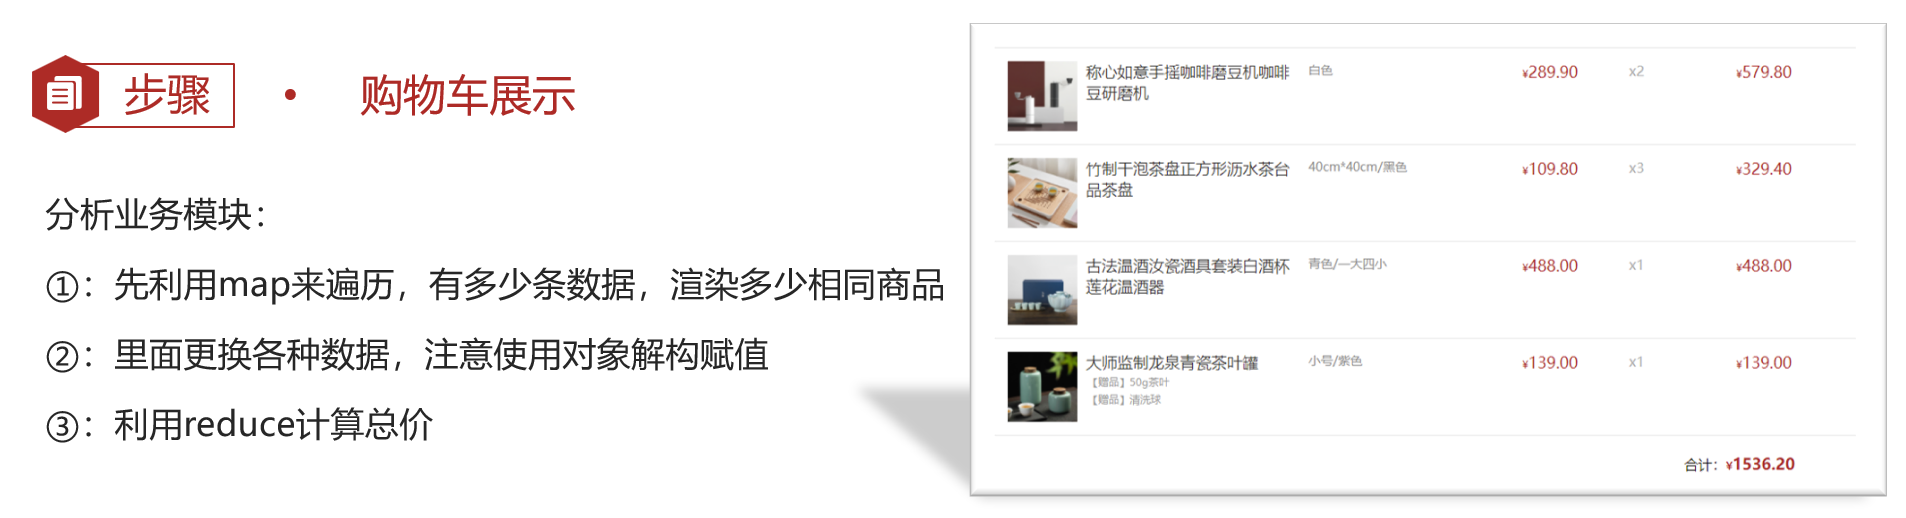 步骤 • 购物车展示
分析业务模块：
①：先利用map来遍历，有多少条数据，渲染多少相同商品
②：里面更换各种数据，注意使用对象解构赋值
③：利用reduce计算总价
称心如意手摇咖啡磨豆机咖啡 白色 ¥289.90 x2 ¥579.80
豆研磨机
竹制干泡茶盘正方形沥水茶台 40cm*40cm/黑色 ¥109.80 x3 ¥329.40
品茶盘
古法温酒汝瓷酒具套装白酒杯 青色/一大四小 ¥488.00 x1 ¥488.00
莲花温酒器
大师监制龙泉青瓷茶叶罐 小号/紫色 ¥139.00 x1 ¥139.00
【赠品】50g茶叶
【赠品】清洗球
合计：¥1536.20